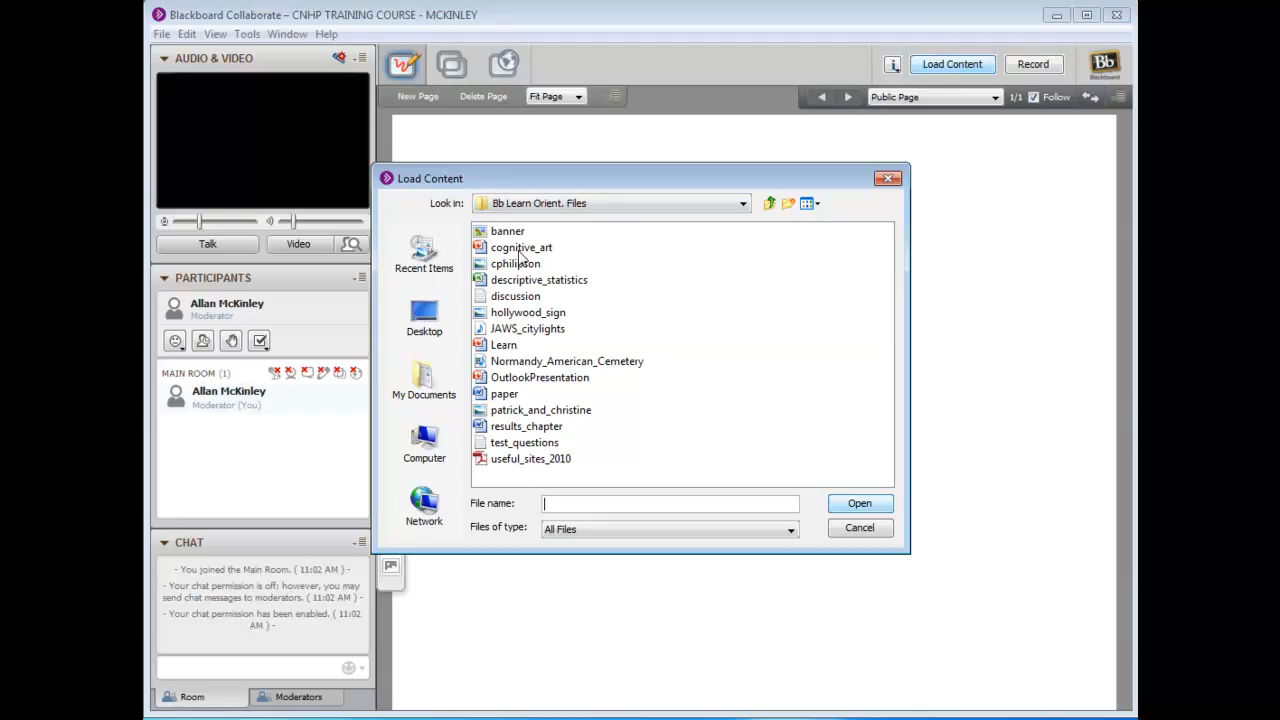 Blackboard Collaborate – CNHP TRAINING COURSE - MCKINLEY
File Edit View Tools Window Help
AUDIO & VIDEO
Load Content
Record
Blackboard
New Page
Delete Page
Fit Page
Public Page
1/1
Follow
Talk
Video
PARTICIPANTS
Allan McKinley
Moderator
MAIN ROOM (1)
Allan McKinley
Moderator (You)
CHAT
- You joined the Main Room. ( 11:02 AM ) -
- Your chat permission is off; however, you may
send chat messages to moderators. ( 11:02 AM ) -
- Your chat permission has been enabled. ( 11:02
AM ) -
Room
Moderators
Load Content
Look in:
Bb Learn Orient. Files
Recent Items
Desktop
My Documents
Computer
Network
banner
cognitive_art
descriptive_statistics
discussion
hollywood_sign
JAWS_citylights
Learn
Normandy_American_Cemetery
OutlookPresentation
paper
patrick_and_christine
results_chapter
test_questions
useful_sites_2010
File name:
Open
Files of type:
All Files
Cancel